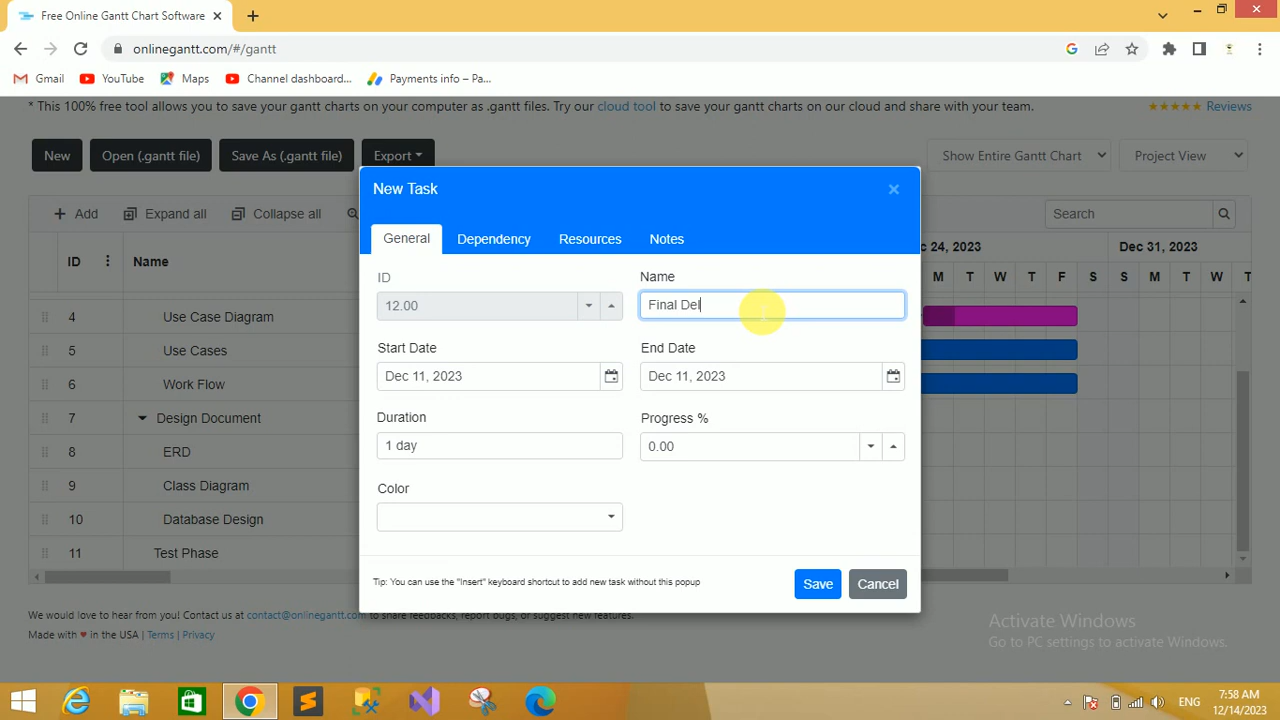 Free Online Gantt Chart Software
onlinegantt.com/#/gantt
Gmail YouTube Maps Channel dashboard... Payments info – Pa...
* This 100% free tool allows you to save your gantt charts on your computer as .gantt files. Try our cloud tool to save your gantt charts on our cloud and share with your team. ★★★★★ Reviews
New Open (.gantt file) Save As (.gantt file) Export Show Entire Gantt Chart Project View
New Task
Add Expand all Collapse all Search
General Dependency Resources Notes
ID Name c 24, 2023 Dec 31, 2023
M T W T F S S M T W T
ID Name
12.00 Final Del
4 Use Case Diagram
5 Use Cases
6 Work Flow
7 Design Document
8 ERD
9 Class Diagram
10 Database Design
11 Test Phase
Start Date End Date
Dec 11, 2023 Dec 11, 2023
Duration Progress %
1 day 0.00
Color
Tip: You can use the "Insert" keyboard shortcut to add new task without this popup
Save Cancel
We would love to hear from you! Contact us at contact@onlinegantt.com to share feedbacks, report bugs, or suggest new features.
Made with ♥ in the USA | Terms | Privacy
Activate Windows
Go to PC settings to activate Windows.
ENG 7:58 AM
12/14/2023